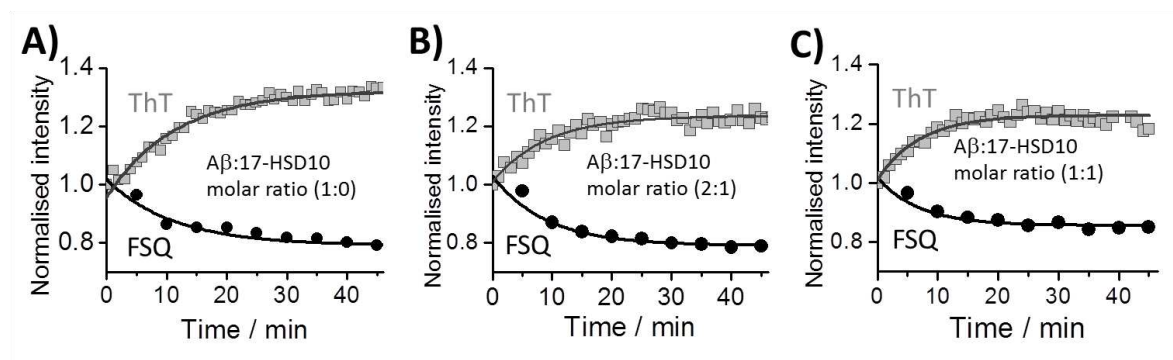 A)
Normalised intensity
1.4
1.2
1.0
0.8
ThT
Aβ:17-HSD10
molar ratio (1:0)
FSQ
0 10 20 30 40
Time / min
B)
Normalised intensity
1.4
1.2
1.0
0.8
ThT
Aβ:17-HSD10
molar ratio (2:1)
FSQ
0 10 20 30 40
Time / min
C)
Normalised intensity
1.4
1.2
1.0
0.8
ThT
Aβ:17-HSD10
molar ratio (1:1)
FSQ
0 10 20 30 40
Time / min